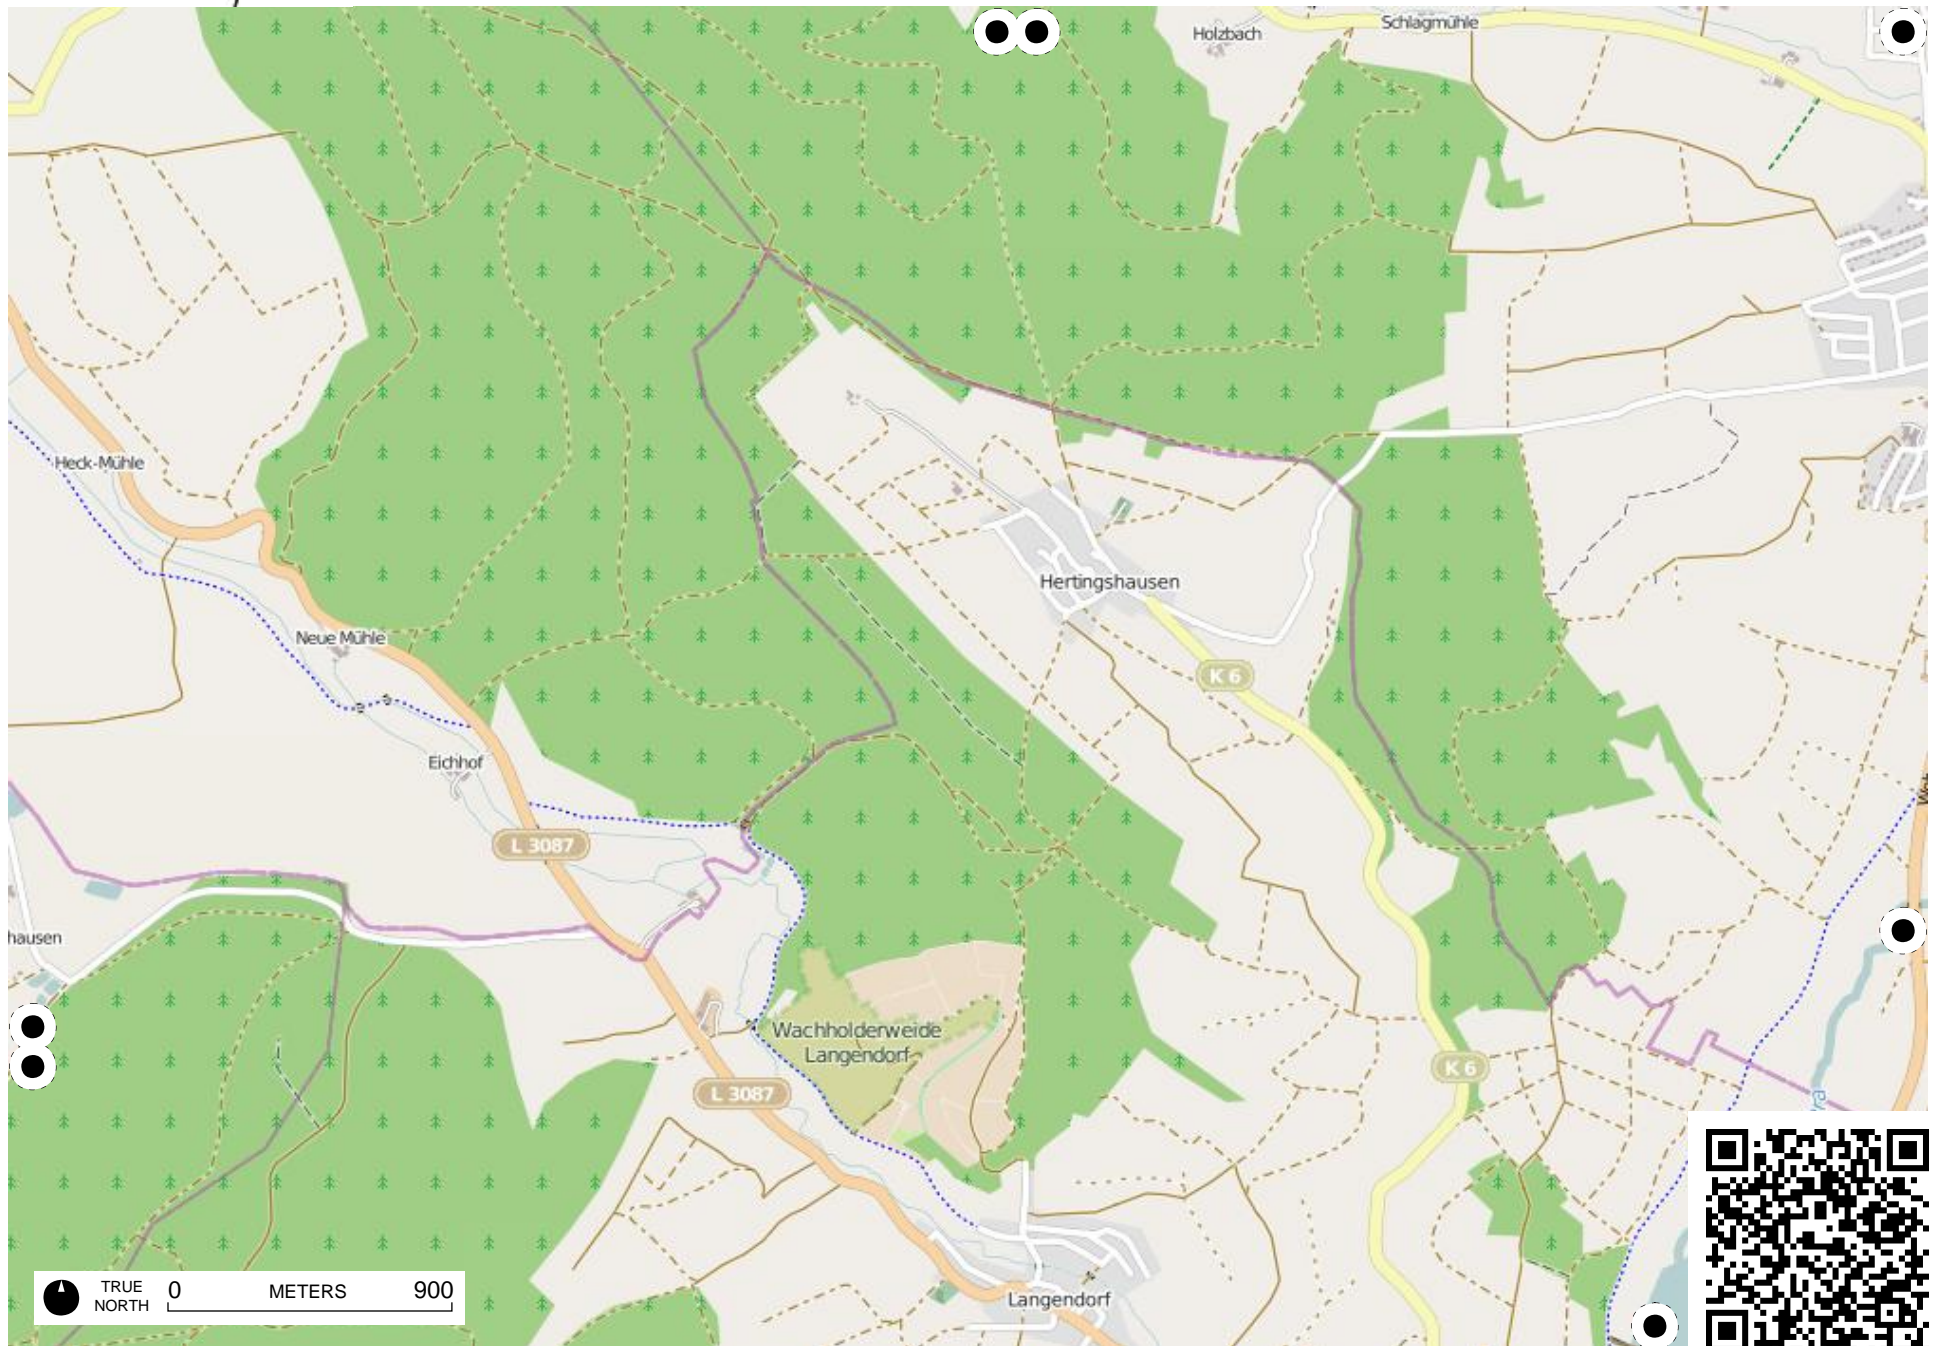 Holzbach
Schlagmühle
Heck-Mühle
Hertingshausen
Neue Mühle
K 6
Eichhof
L 3087
hausen
Wachholderweide
Langendorf
K 6
L 3087
Langendorf
TRUE
NORTH
0 METERS 900